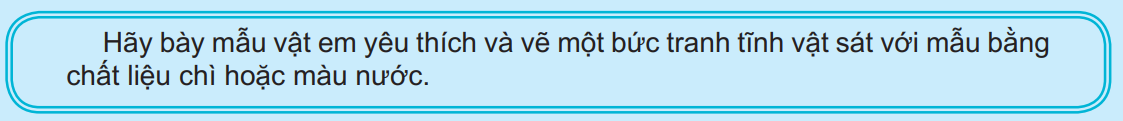 Hãy bày mẫu vật em yêu thích và vẽ một bức tranh tĩnh vật sát với mẫu bằng
chất liệu chì hoặc màu nước.